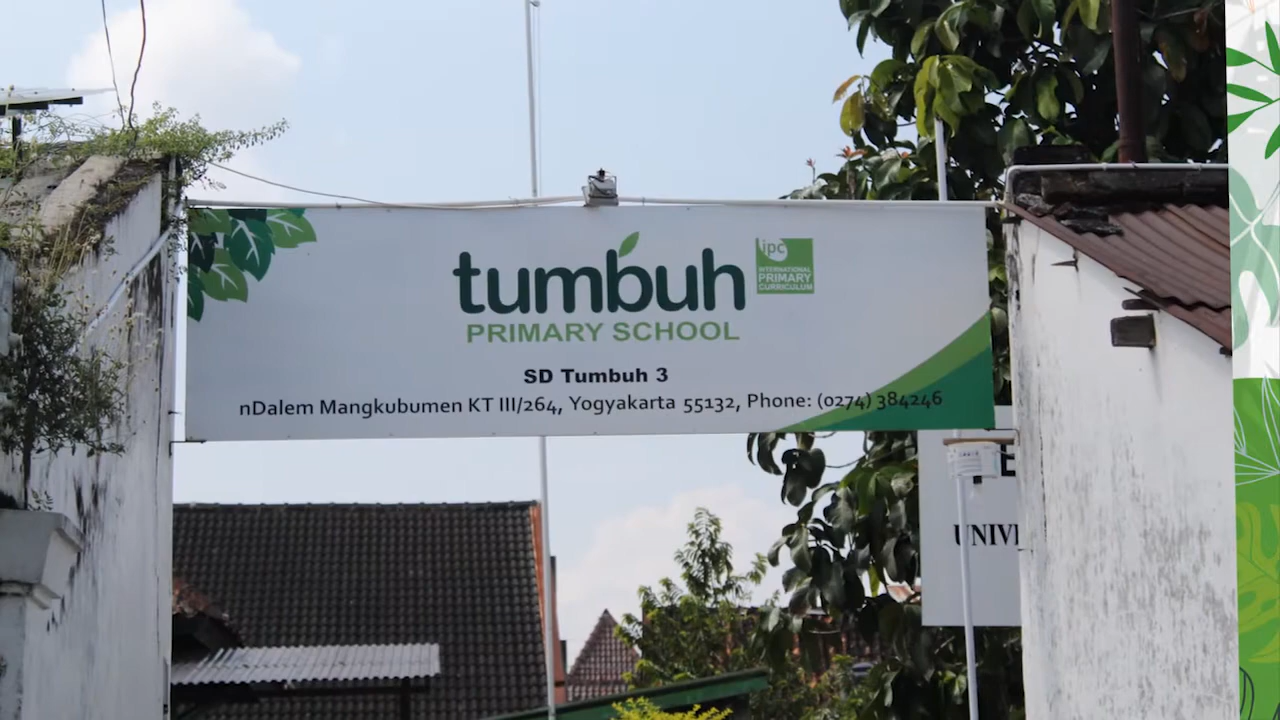 tumbuh
ipc
INTERNATIONAL
PRIMARY
CURRICULUM
PRIMARY SCHOOL
SD Tumbuh 3
nDalem Mangkubumen KT III/264, Yogyakarta 55132, Phone: (0274) 384246
UNIV